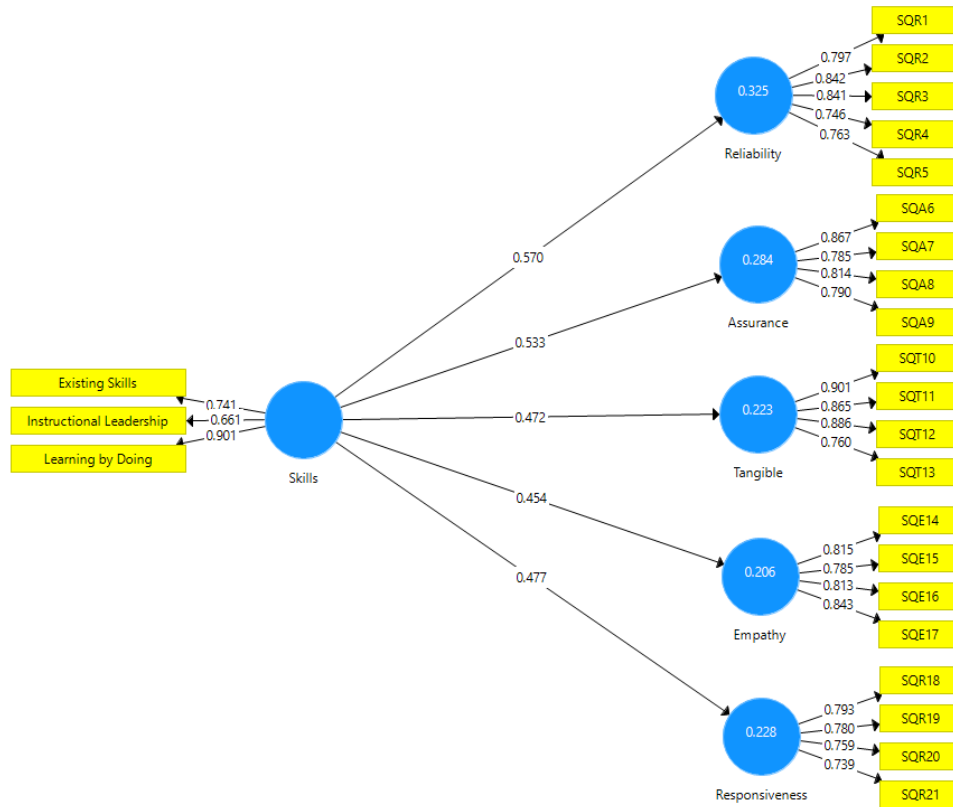 SQR1
SQR2
SQR3
SQR4
SQR5
0.797
0.842
0.841
0.746
0.763
0.325
Reliability
0.570
SQA6
SQA7
SQA8
SQA9
0.867
0.785
0.814
0.790
0.284
Assurance
0.533
Existing Skills
Instructional Leadership
Learning by Doing
0.741
0.661
0.901
Skills
0.472
SQT10
SQT11
SQT12
SQT13
0.901
0.865
0.886
0.760
0.223
Tangible
0.454
SQE14
SQE15
SQE16
SQE17
0.815
0.785
0.813
0.843
0.206
Empathy
0.477
SQR18
SQR19
SQR20
SQR21
0.793
0.780
0.759
0.739
0.228
Responsiveness